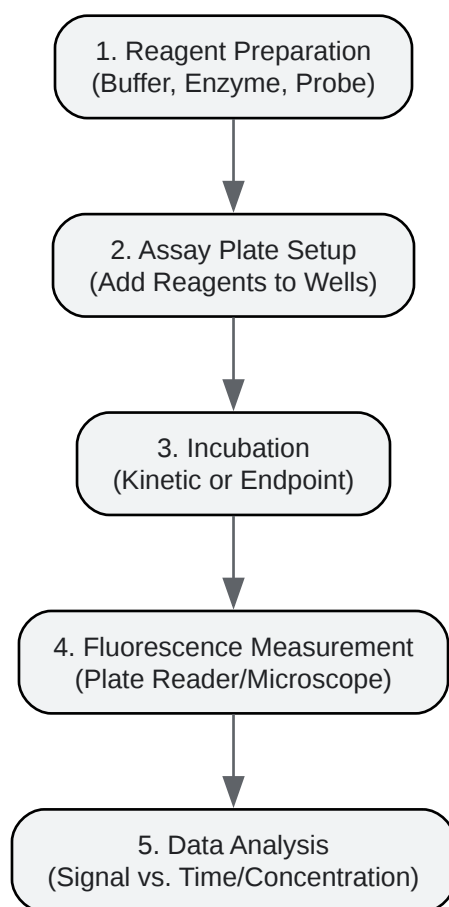 1. Reagent Preparation
(Buffer, Enzyme, Probe)
2. Assay Plate Setup
(Add Reagents to Wells)
3. Incubation
(Kinetic or Endpoint)
4. Fluorescence Measurement
(Plate Reader/Microscope)
5. Data Analysis
(Signal vs. Time/Concentration)